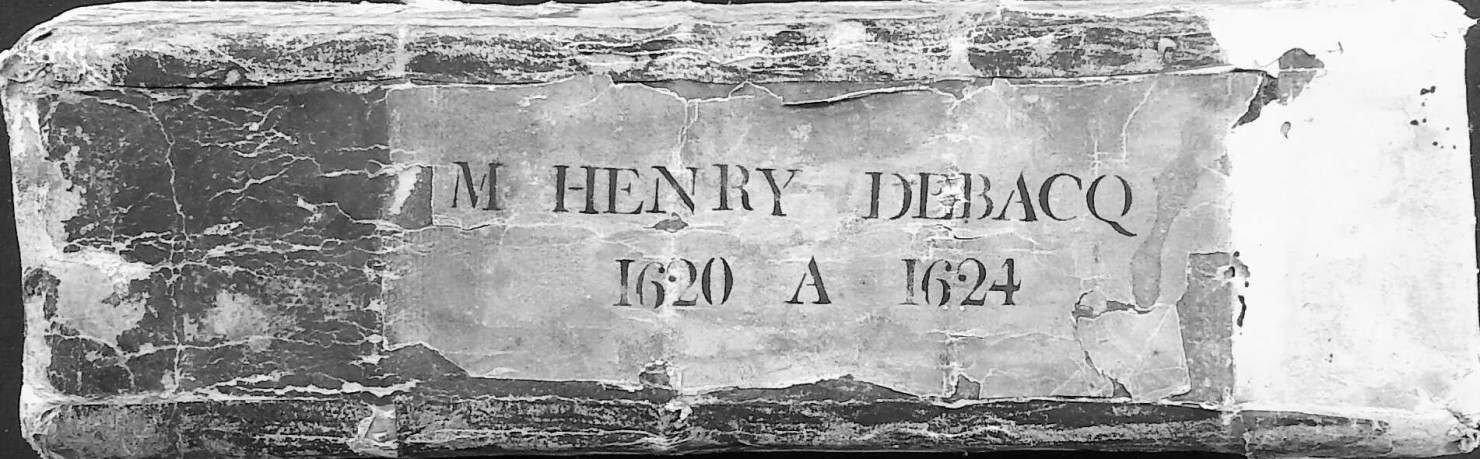 M HENRY DEBACQ
1620 A 1624